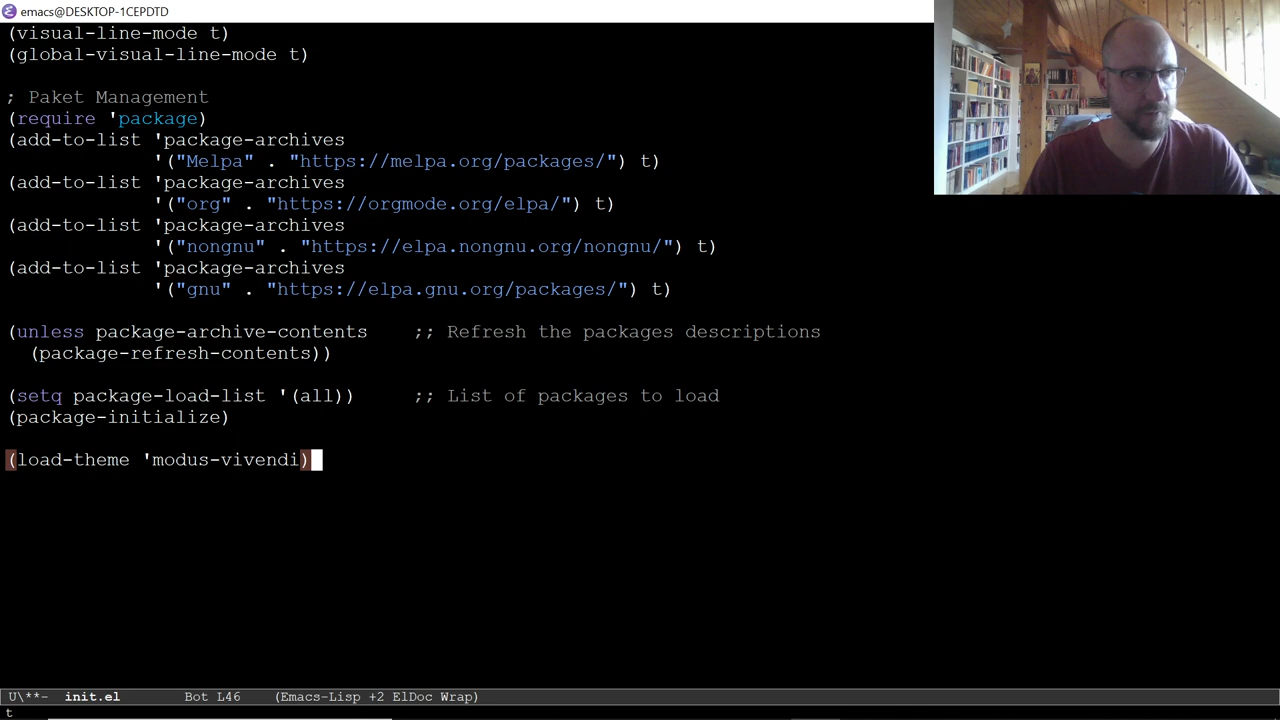 emacs@DESKTOP-1CEPDTD
(visual-line-mode t)
(global-visual-line-mode t)
; Paket Management
(require 'package)
(add-to-list 'package-archives
'("Melpa" . "https://melpa.org/packages/") t)
(add-to-list 'package-archives
'("org" . "https://orgmode.org/elpa/") t)
(add-to-list 'package-archives
'("nongnu" . "https://elpa.nongnu.org/nongnu/") t)
(add-to-list 'package-archives
'("gnu" . "https://elpa.gnu.org/packages/") t)
(unless package-archive-contents    ;; Refresh the packages descriptions
(package-refresh-contents))
(setq package-load-list '(all))     ;; List of packages to load
(package-initialize)
(load-theme 'modus-vivendi)
U\**-  init.el      Bot L46   (Emacs-Lisp +2 ElDoc Wrap)
t